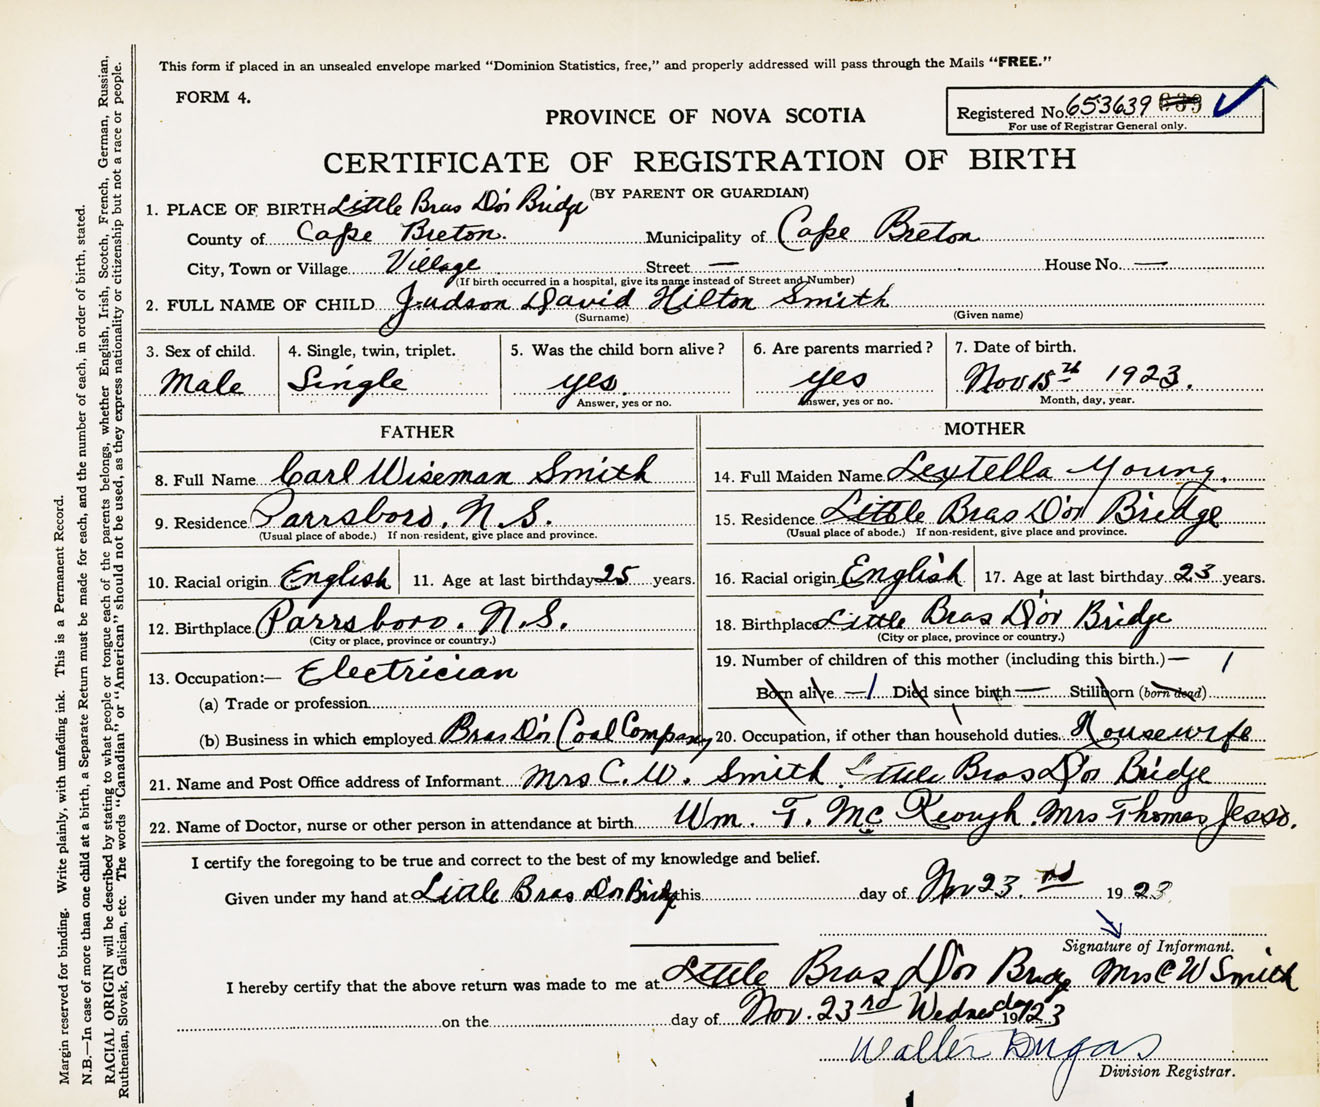 This form if placed in an unsealed envelope marked "Dominion Statistics, free," and properly addressed will pass through the Mails "FREE."
FORM 4.
PROVINCE OF NOVA SCOTIA
Registered No. 653639
For use of Registrar General only.
CERTIFICATE OF REGISTRATION OF BIRTH
(BY PARENT OR GUARDIAN)
1. PLACE OF BIRTH Little Bras D'or Bridge
County of Cape Breton. Municipality of Cape Breton
City, Town or Village Village Street — House No. —
(If birth occurred in a hospital, give its name instead of Street and Number)
2. FULL NAME OF CHILD Judson David Hilton Smith
(Surname) (Given name)
3. Sex of child. 4. Single, twin, triplet. 5. Was the child born alive? 6. Are parents married? 7. Date of birth.
Male Single yes yes Nov 15th 1923.
Answer, yes or no. Answer, yes or no. Month, day, year.
FATHER MOTHER
8. Full Name Carl Wiseman Smith 14. Full Maiden Name Lextella Young.
9. Residence Parrsboro, N.S. 15. Residence Little Bras D'or Bridge
(Usual place of abode.) If non-resident, give place and province. (Usual place of abode.) If non-resident, give place and province.
10. Racial origin English 11. Age at last birthday 25 years. 16. Racial origin English 17. Age at last birthday 23 years.
12. Birthplace Parrsboro. N.S. 18. Birthplace Little Bras D'or Bridge
(City or place, province or country.) (City or place, province or country.)
13. Occupation:— Electrician 19. Number of children of this mother (including this birth.)— 1
(a) Trade or profession Born alive — 1 Died since birth — Stillborn (born dead)
(b) Business in which employed Bras D'or Coal Company 20. Occupation, if other than household duties. Housewife
21. Name and Post Office address of Informant Mrs C. W. Smith Little Bras D'or Bridge
22. Name of Doctor, nurse or other person in attendance at birth Wm. T. Mc Keough. Mrs Thomas Jesso.
I certify the foregoing to be true and correct to the best of my knowledge and belief.
Given under my hand at Little Bras D'or Bridge this day of Nov 23.rd 1923
Signature of Informant.
I hereby certify that the above return was made to me at Little Bras D'or Bridge Mrs C W Smith
on the day of Nov. 23rd Wednesday 1923
Walter Dugas
Division Registrar.
Margin reserved for binding. Write plainly, with unfading ink. This is a Permanent Record.
N.B.—In case of more than one child at a birth, a Separate Return must be made for each, and the number of each, in order of birth, stated.
RACIAL ORIGIN will be described by stating to what people or tongue each of the parents belongs, whether English, Irish, Scotch, French, German, Russian,
Ruthenian, Slovak, Galician, etc. The words "Canadian" or "American" should not be used, as they express nationality or citizenship but not a race or people.